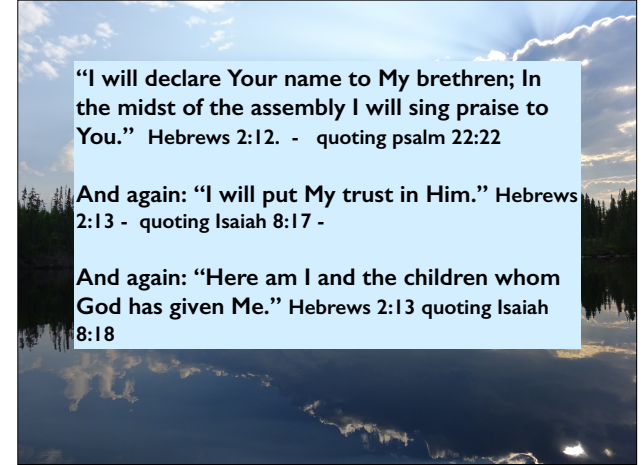 “I will declare Your name to My brethren; In
the midst of the assembly I will sing praise to
You.” Hebrews 2:12. - quoting psalm 22:22
And again: “I will put My trust in Him.” Hebrews
2:13 - quoting Isaiah 8:17 -
And again: “Here am I and the children whom
God has given Me.” Hebrews 2:13 quoting Isaiah
8:18